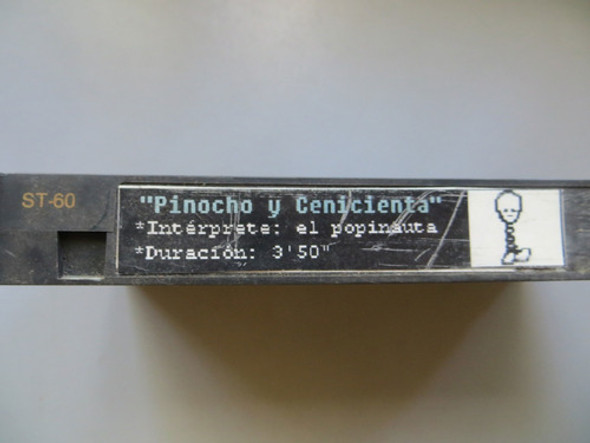 ST-60
"Pinocho y Cenicienta"
*Intérprete: el popinauta
*Duración: 3'50"